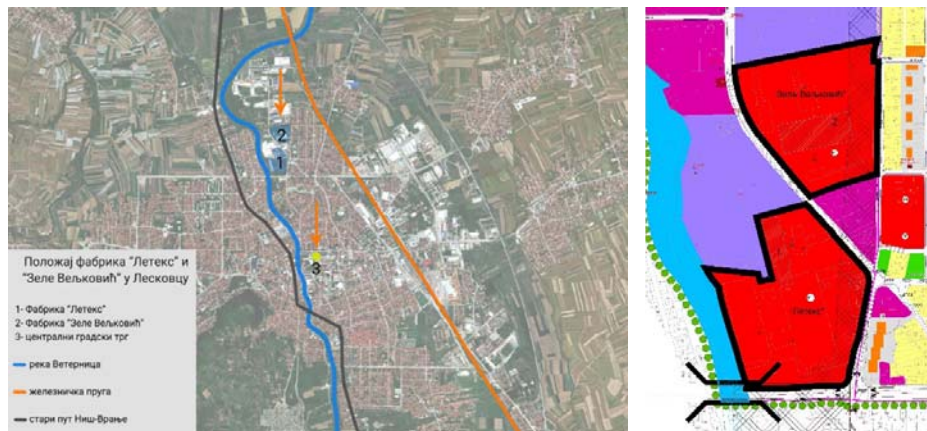 2
1
3
Положај фабрика "Летекс" и
"Зеле Вељковић" у Лесковцу
1- Фабрика "Летекс"
2- Фабрика "Зеле Вељковић"
3- централни градски трг
река Ветерница
железничка пруга
стари пут Ниш-Врање
Зеље Вељковић"
"Летекс"